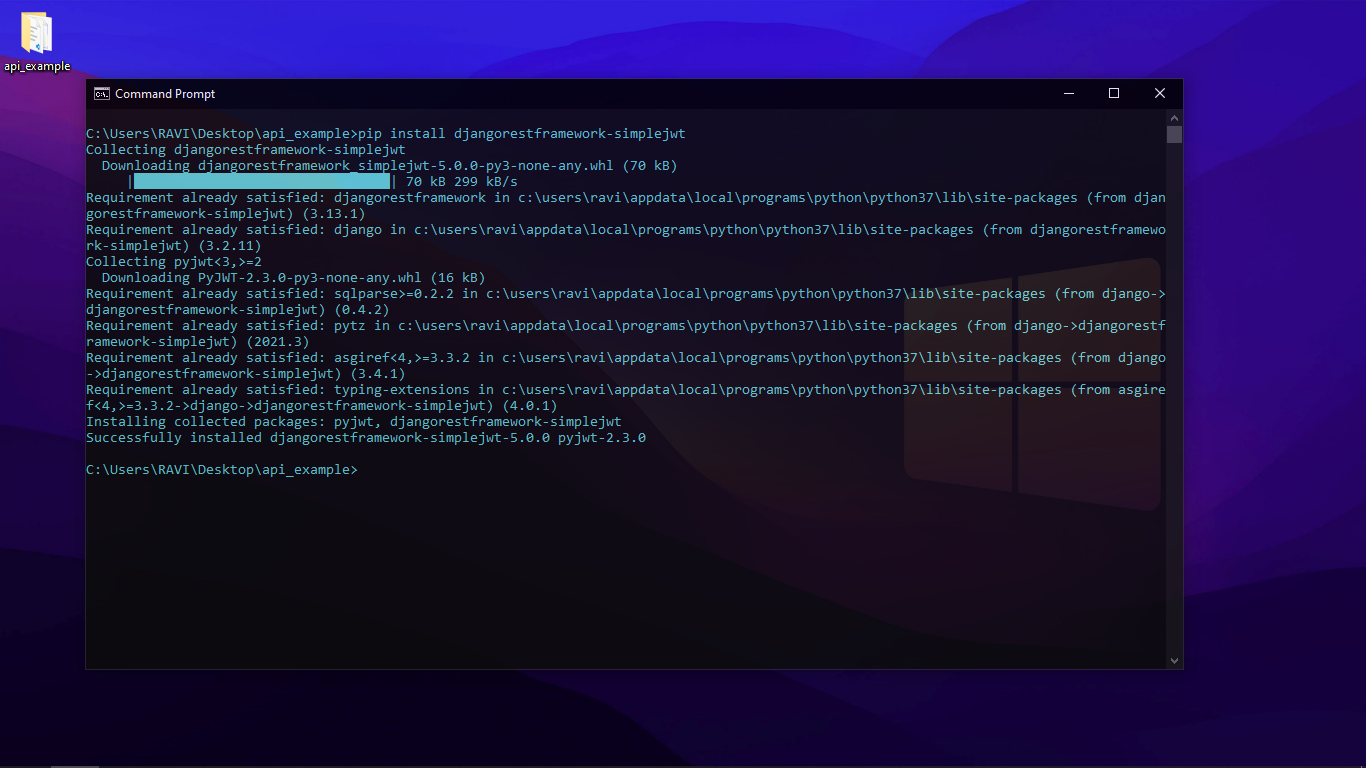 api_example
Command Prompt
C:\Users\RAVI\Desktop\api_example>pip install djangorestframework-simplejwt
Collecting djangorestframework-simplejwt
  Downloading djangorestframework_simplejwt-5.0.0-py3-none-any.whl (70 kB)
     |████████████████████████████████| 70 kB 299 kB/s
Requirement already satisfied: djangorestframework in c:\users\ravi\appdata\local\programs\python\python37\lib\site-packages (from djan
gorestframework-simplejwt) (3.13.1)
Requirement already satisfied: django in c:\users\ravi\appdata\local\programs\python\python37\lib\site-packages (from djangorestframewo
rk-simplejwt) (3.2.11)
Collecting pyjwt<3,>=2
  Downloading PyJWT-2.3.0-py3-none-any.whl (16 kB)
Requirement already satisfied: sqlparse>=0.2.2 in c:\users\ravi\appdata\local\programs\python\python37\lib\site-packages (from django->
djangorestframework-simplejwt) (0.4.2)
Requirement already satisfied: pytz in c:\users\ravi\appdata\local\programs\python\python37\lib\site-packages (from django->djangorestf
ramework-simplejwt) (2021.3)
Requirement already satisfied: asgiref<4,>=3.3.2 in c:\users\ravi\appdata\local\programs\python\python37\lib\site-packages (from django
->djangorestframework-simplejwt) (3.4.1)
Requirement already satisfied: typing-extensions in c:\users\ravi\appdata\local\programs\python\python37\lib\site-packages (from asgire
f<4,>=3.3.2->django->djangorestframework-simplejwt) (4.0.1)
Installing collected packages: pyjwt, djangorestframework-simplejwt
Successfully installed djangorestframework-simplejwt-5.0.0 pyjwt-2.3.0
C:\Users\RAVI\Desktop\api_example>